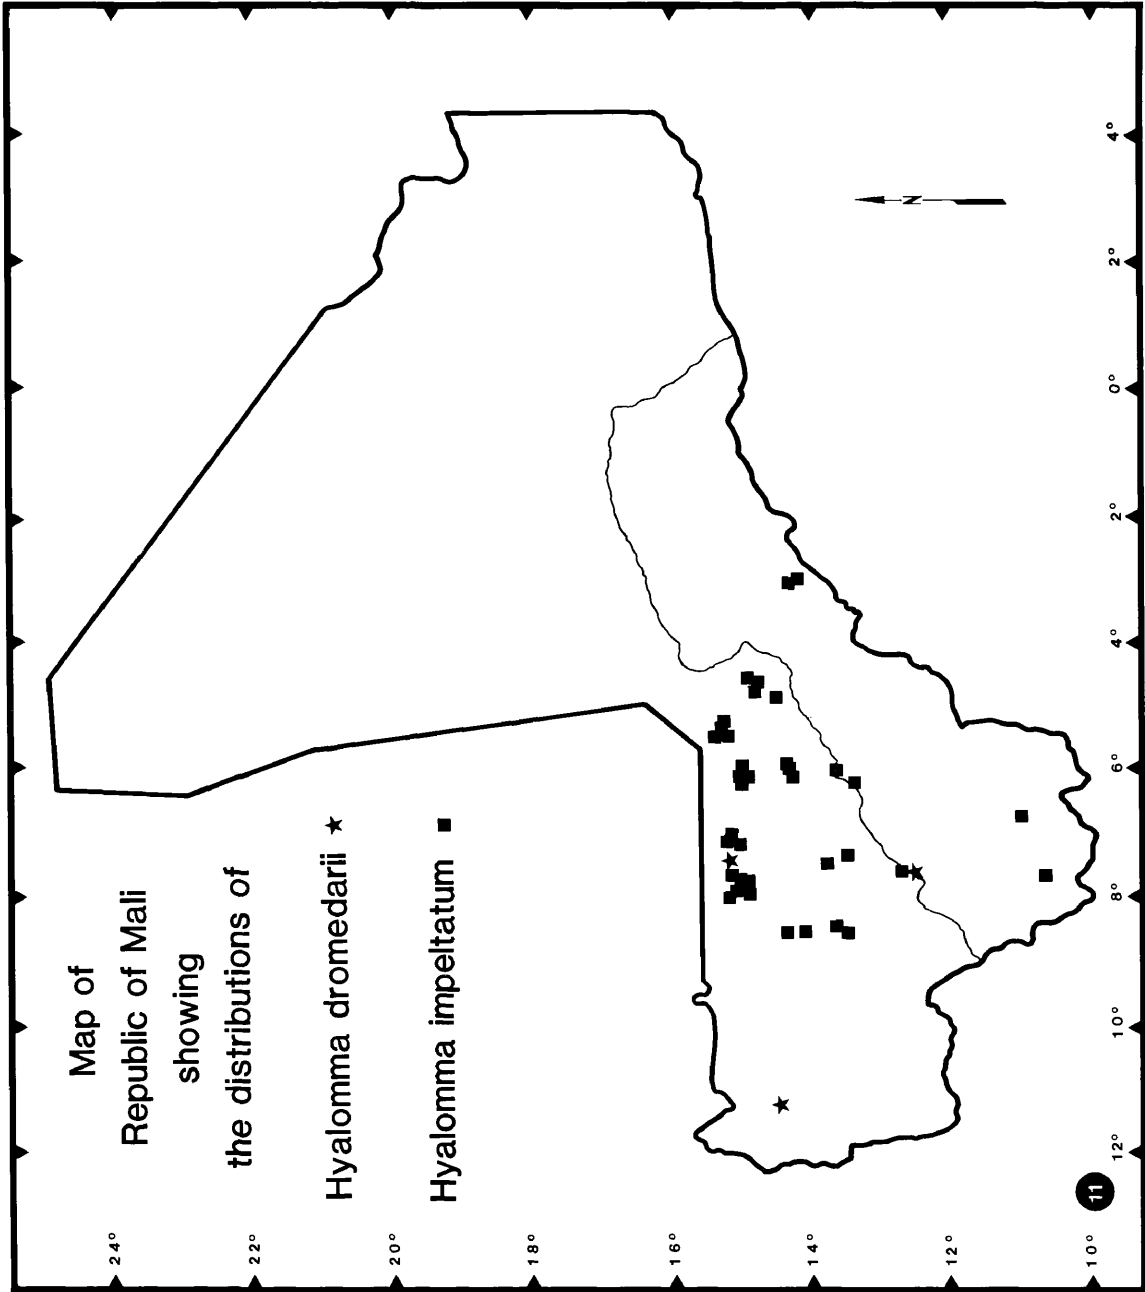 Map of
Republic of Mali
showing
the distributions of
Hyalomma dromedarii
Hyalomma impeltatum
N
24°
22°
20°
18°
16°
14°
12°
10°
12°
10°
8°
6°
4°
2°
0°
2°
4°
11